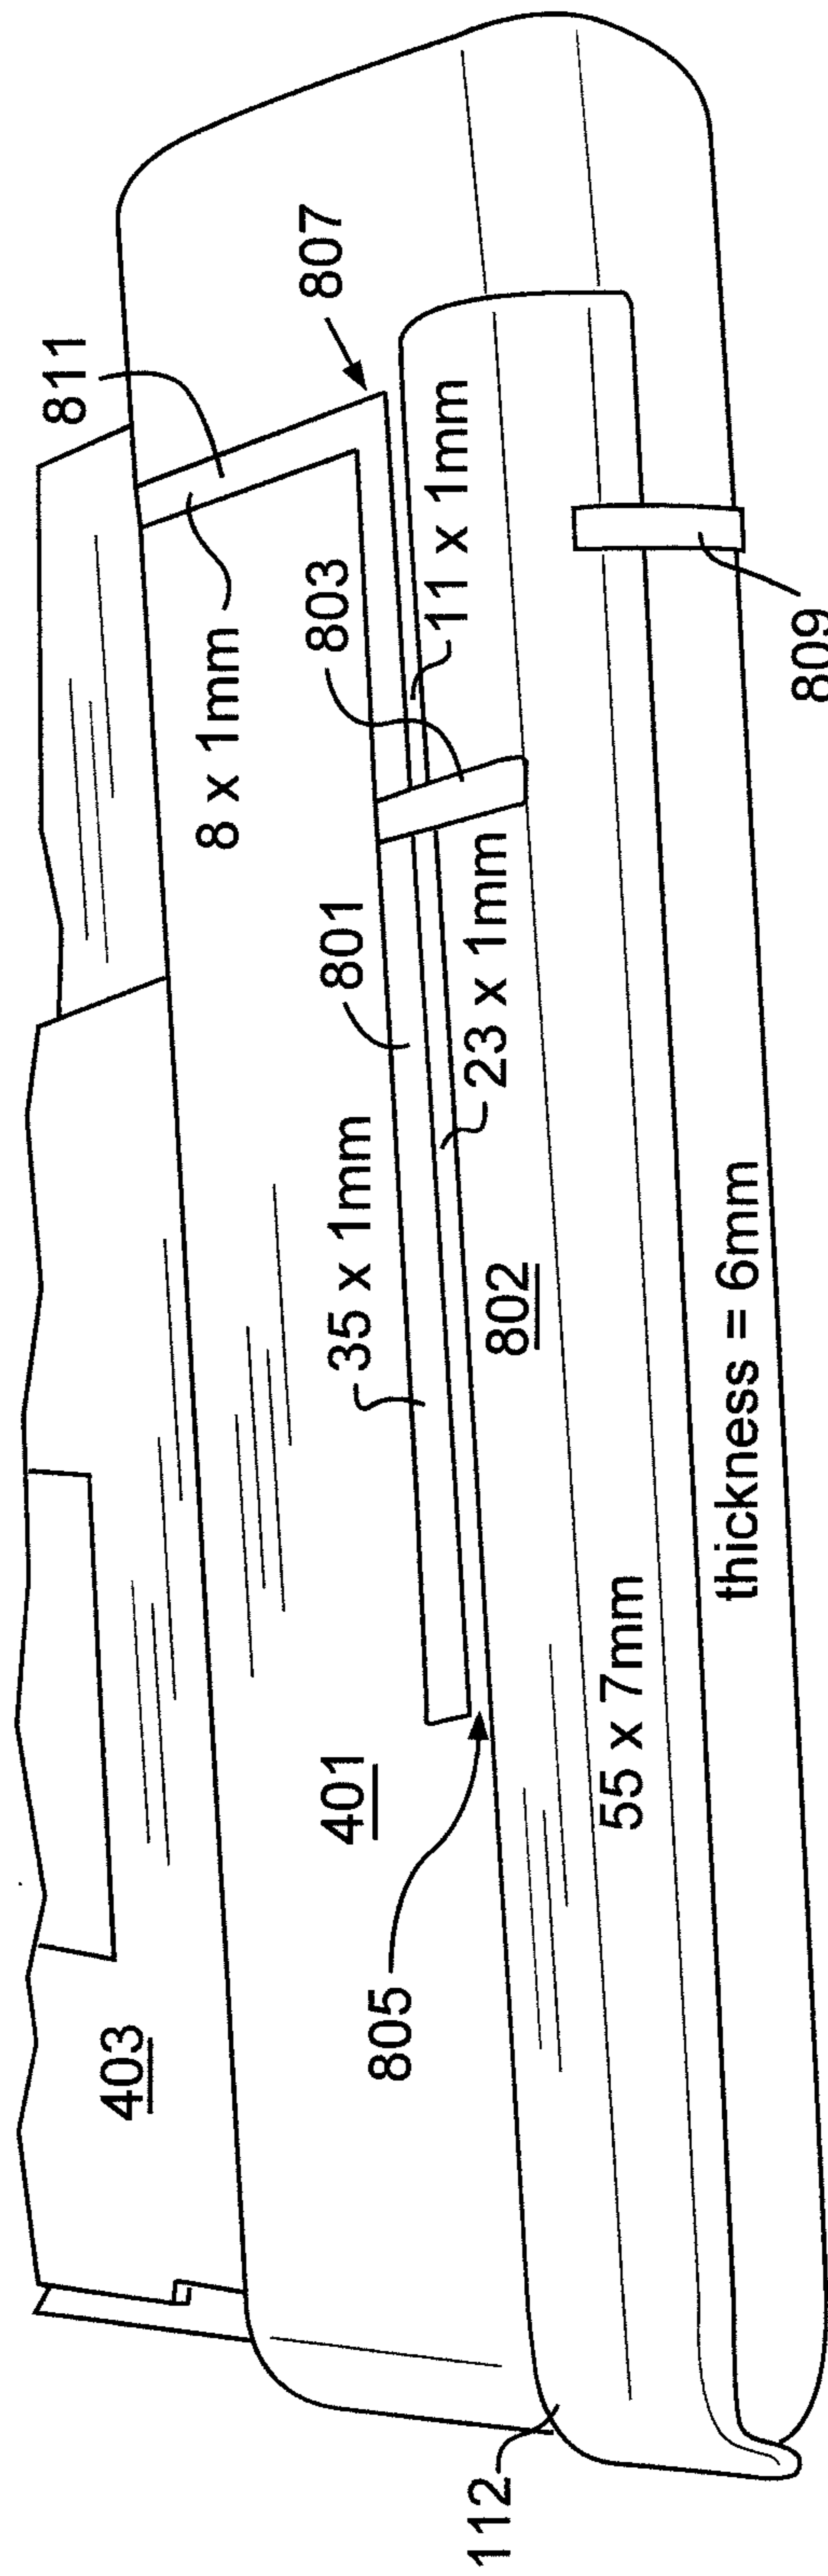 811
403
8 x 1mm
807
803
801
35 x 1mm
401
805
11 x 1mm
23 x 1mm
802
112
55 x 7mm
thickness = 6mm
809